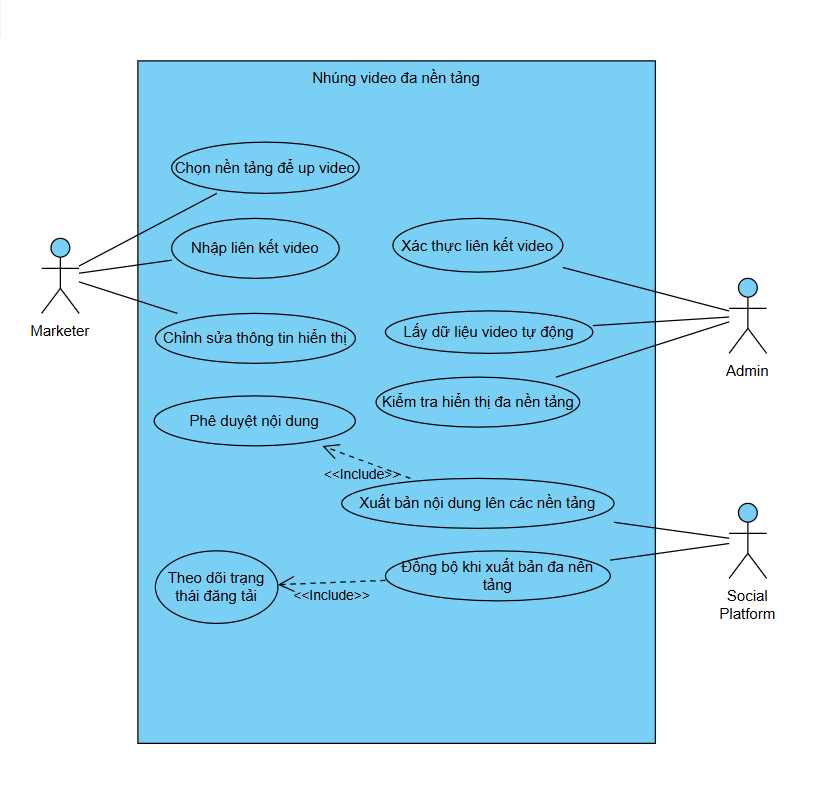 Nhúng video đa nền tảng
Chọn nền tảng để up video
Nhập liên kết video
Xác thực liên kết video
Marketer
Chỉnh sửa thông tin hiển thị
Lấy dữ liệu video tự động
Admin
Kiểm tra hiển thị đa nền tảng
Phê duyệt nội dung
<<Include>>
Xuất bản nội dung lên các nền tảng
Theo dõi trạng
thái đăng tải
<<Include>>
Đồng bộ khi xuất bản đa nền
tảng
Social
Platform